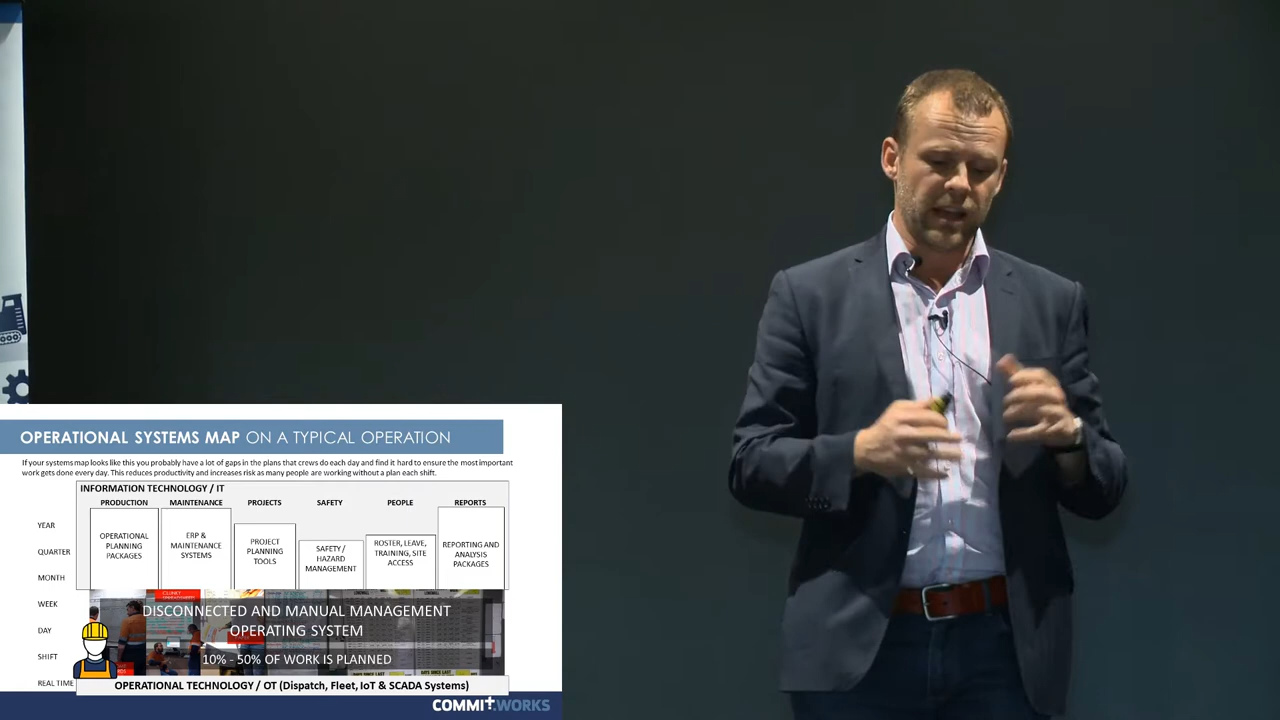 OPERATIONAL SYSTEMS MAP ON A TYPICAL OPERATION
If your systems map looks like this you probably have a lot of gaps in the plans that crews do each day and find it hard to ensure the most important
work gets done every day. This reduces productivity and increases risk as many people are working without a plan each shift.
INFORMATION TECHNOLOGY / IT
PRODUCTION MAINTENANCE PROJECTS SAFETY PEOPLE REPORTS
YEAR
QUARTER
MONTH
WEEK
DAY
SHIFT
REAL TIME
OPERATIONAL
PLANNING
PACKAGES
ERP &
MAINTENANCE
SYSTEMS
PROJECT
PLANNING
TOOLS
SAFETY /
HAZARD
MANAGEMENT
ROSTER, LEAVE,
TRAINING, SITE
ACCESS
REPORTING AND
ANALYSIS
PACKAGES
DISCONNECTED AND MANUAL MANAGEMENT
OPERATING SYSTEM
10% - 50% OF WORK IS PLANNED
OPERATIONAL TECHNOLOGY / OT (Dispatch, Fleet, IoT & SCADA Systems)
COMMIT.WORKS